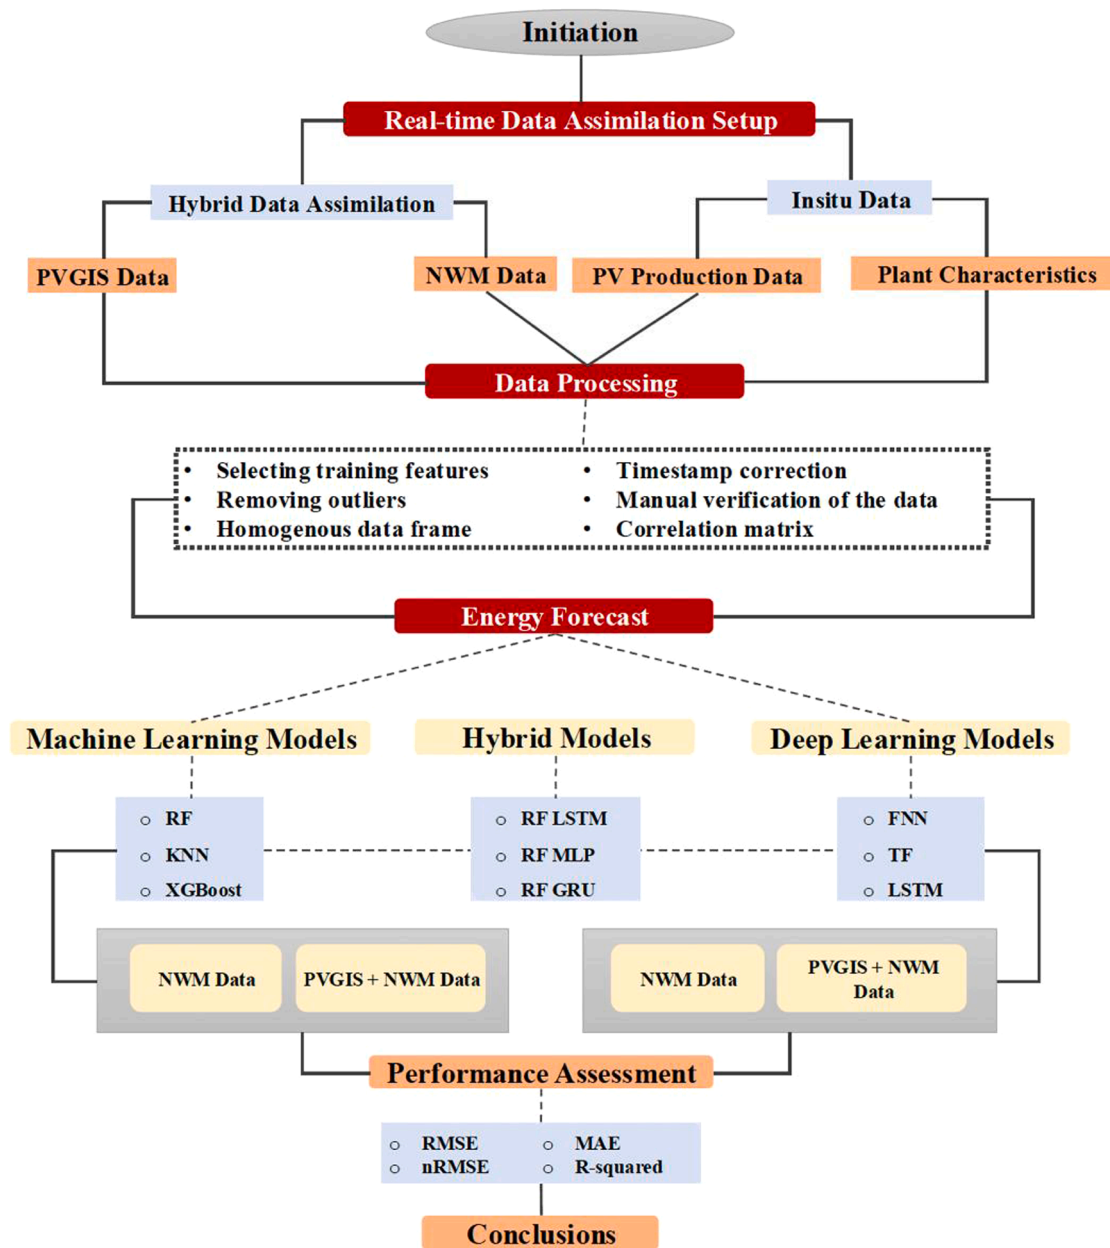 Initiation
Real-time Data Assimilation Setup
Hybrid Data Assimilation
Insitu Data
PVGIS Data
NWM Data
PV Production Data
Plant Characteristics
Data Processing
• Selecting training features
• Removing outliers
• Homogenous data frame
• Timestamp correction
• Manual verification of the data
• Correlation matrix
Energy Forecast
Machine Learning Models
Hybrid Models
Deep Learning Models
o RF
o KNN
o XGBoost
o RF LSTM
o RF MLP
o RF GRU
o FNN
o TF
o LSTM
NWM Data
PVGIS + NWM Data
NWM Data
PVGIS + NWM
Data
Performance Assessment
o RMSE
o nRMSE
o MAE
o R-squared
Conclusions